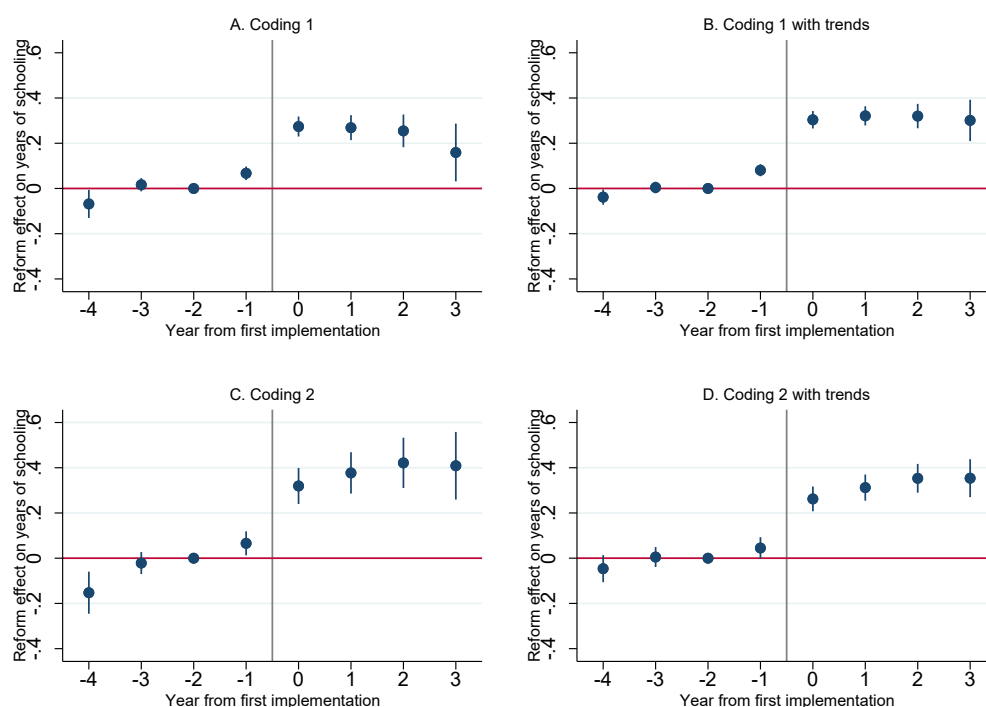 A. Coding 1
Reform effect on years of schooling
.6
.4
.2
0
-.2
-.4
-4 -3 -2 -1 0 1 2 3
Year from first implementation
B. Coding 1 with trends
Reform effect on years of schooling
.6
.4
.2
0
-.2
-.4
-4 -3 -2 -1 0 1 2 3
Year from first implementation
C. Coding 2
Reform effect on years of schooling
.6
.4
.2
0
-.2
-.4
-4 -3 -2 -1 0 1 2 3
Year from first implementation
D. Coding 2 with trends
Reform effect on years of schooling
.6
.4
.2
0
-.2
-.4
-4 -3 -2 -1 0 1 2 3
Year from first implementation